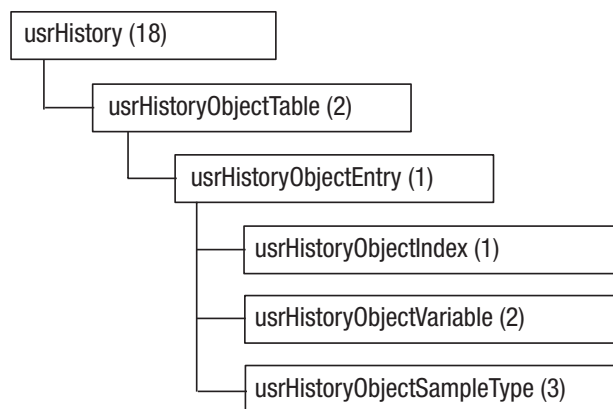 usrHistory (18)
usrHistoryObjectTable (2)
usrHistoryObjectEntry (1)
usrHistoryObjectIndex (1)
usrHistoryObjectVariable (2)
usrHistoryObjectSampleType (3)